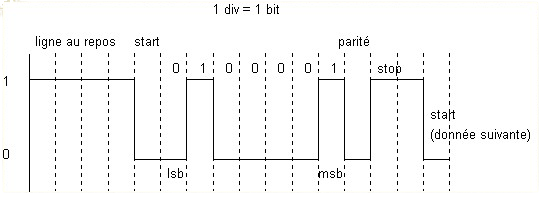 1 div = 1 bit
ligne au repos start parité
0 1 0 0 0 0 1 stop
1
start
(donnée suivante)
0
lsb msb